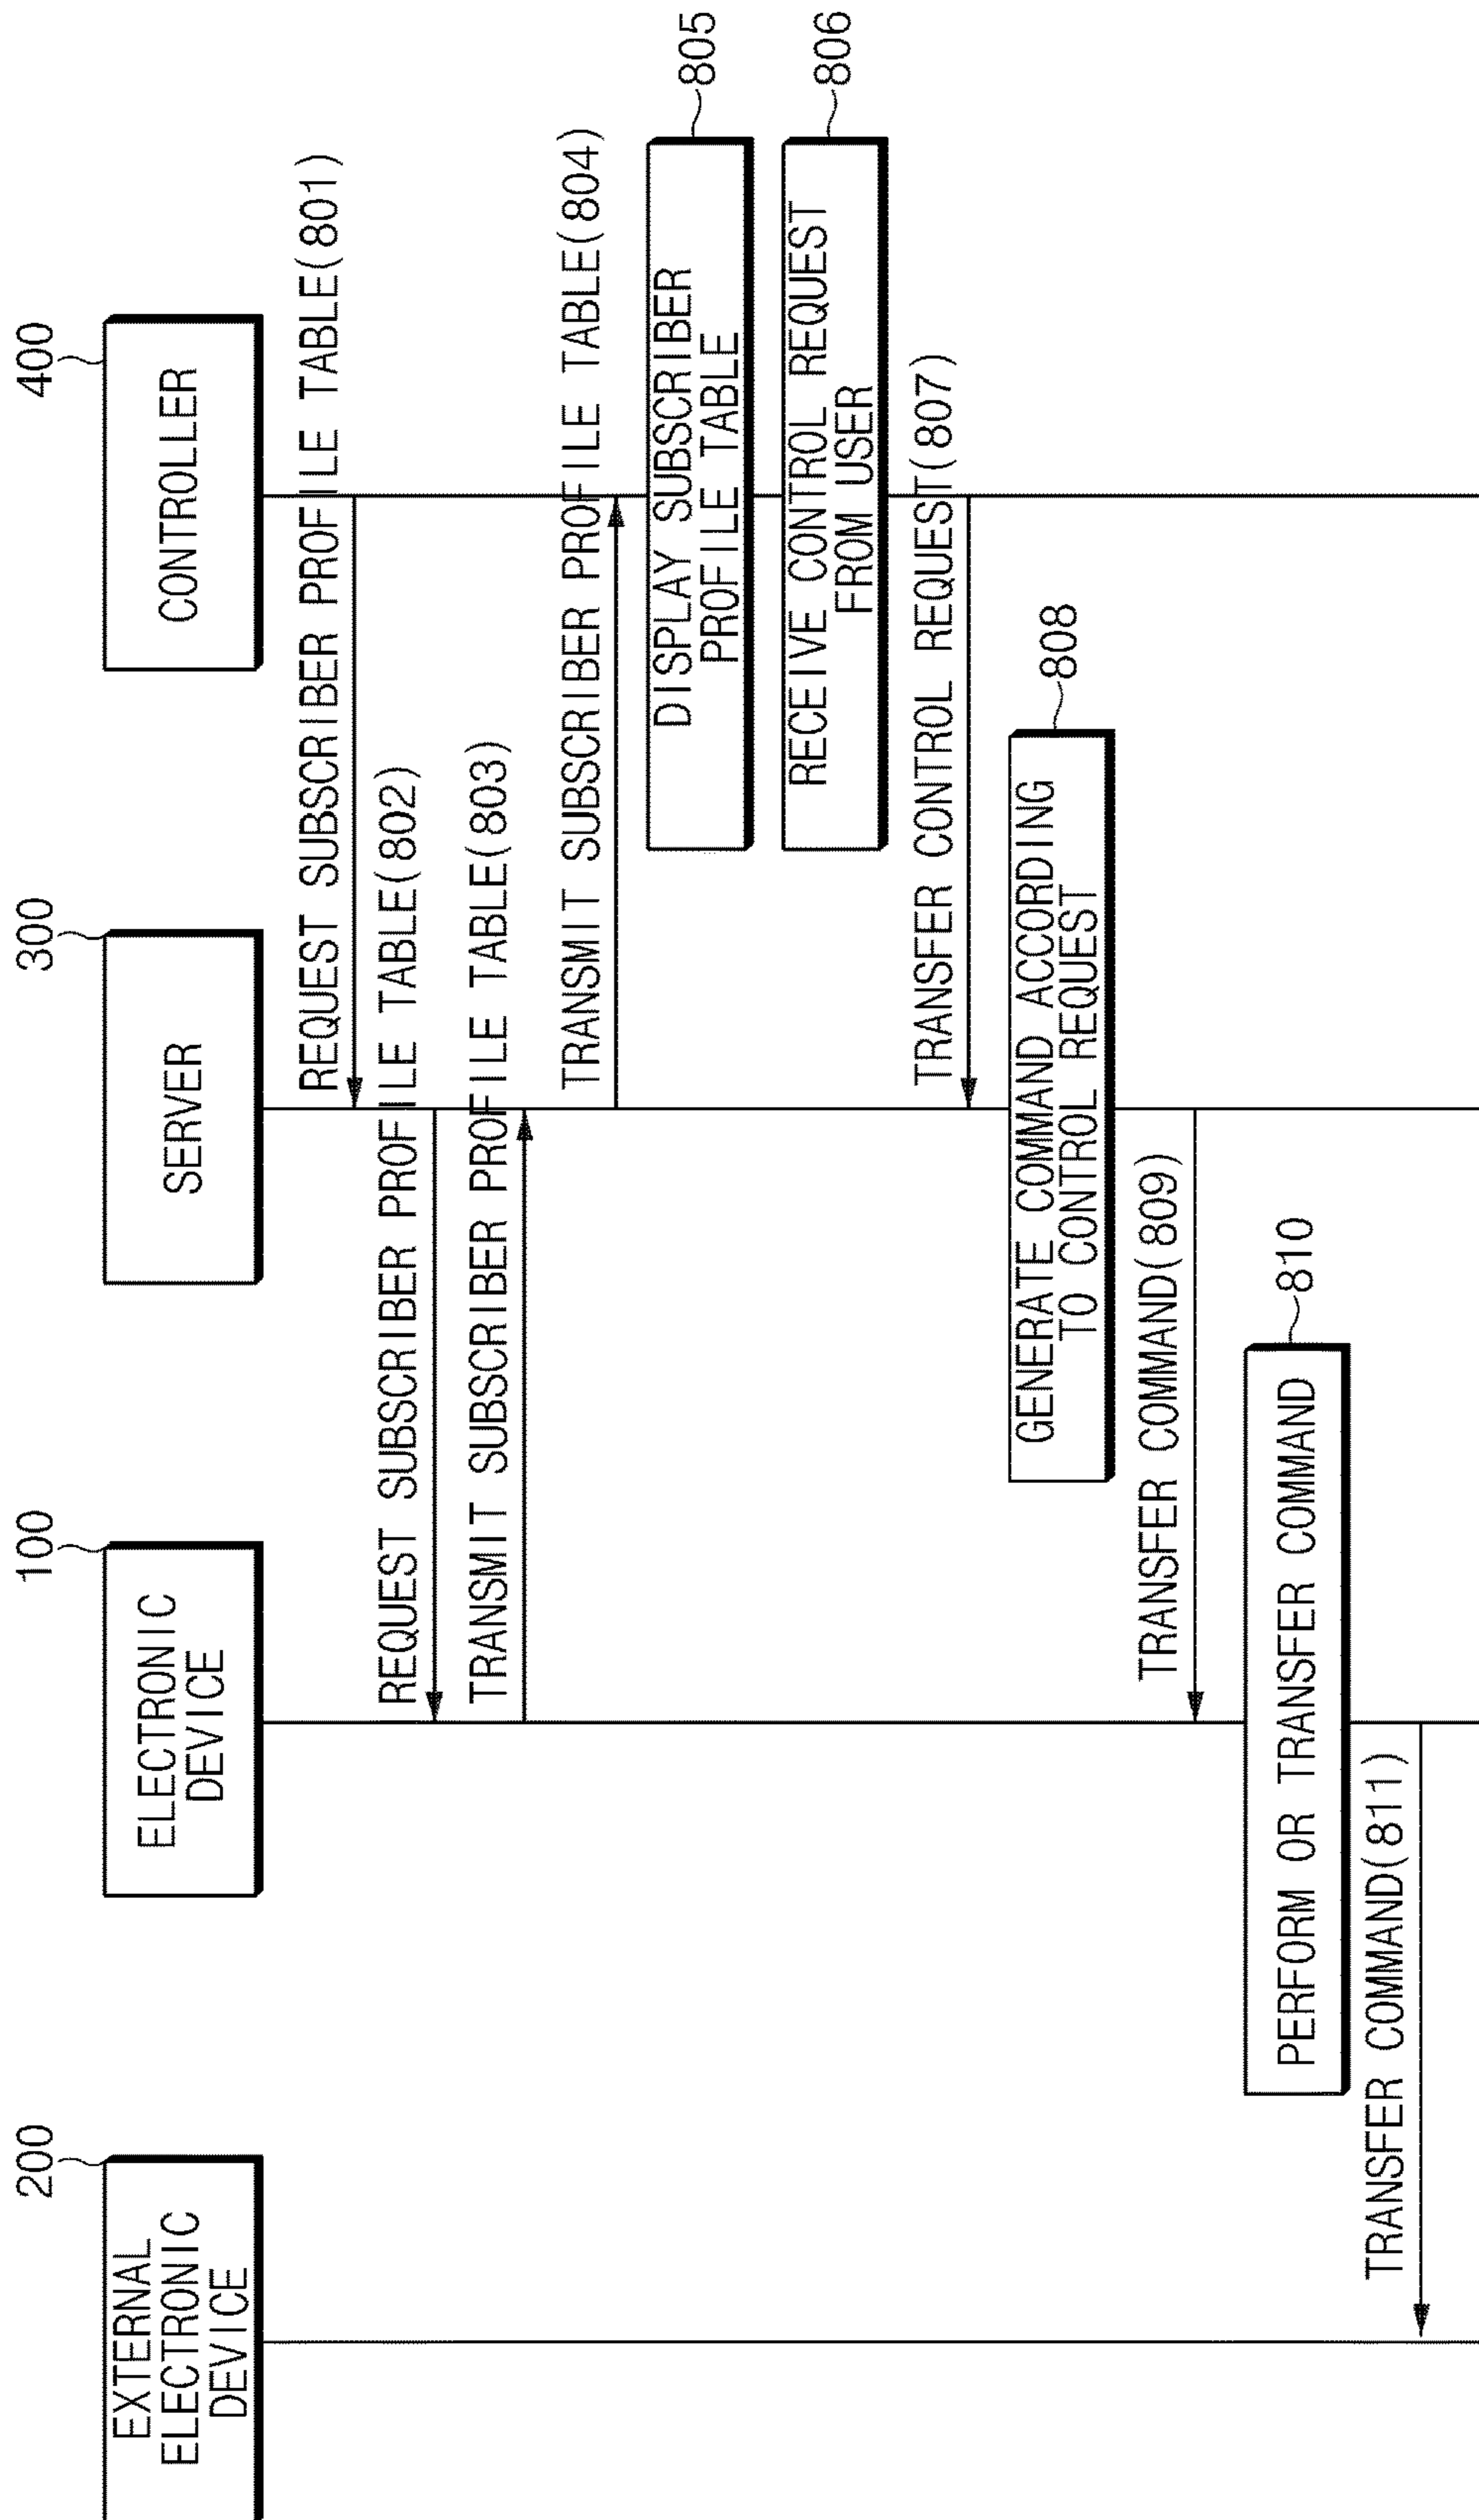 200
100
300
400
EXTERNAL
ELECTRONIC
DEVICE
ELECTRONIC
DEVICE
SERVER
CONTROLLER
REQUEST SUBSCRIBER PROFILE TABLE(801)
REQUEST SUBSCRIBER PROFILE TABLE(802)
TRANSMIT SUBSCRIBER PROFILE TABLE(803)
TRANSMIT SUBSCRIBER PROFILE TABLE(804)
DISPLAY SUBSCRIBER
PROFILE TABLE
805
RECEIVE CONTROL REQUEST
FROM USER
806
TRANSFER CONTROL REQUEST(807)
GENERATE COMMAND ACCORDING
TO CONTROL REQUEST
808
TRANSFER COMMAND(809)
PERFORM OR TRANSFER COMMAND
810
TRANSFER COMMAND(811)